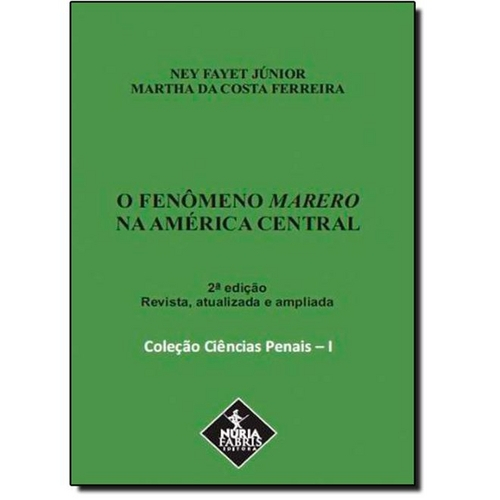 NEY FAYET JÚNIOR
MARTHA DA COSTA FERREIRA
O FENÔMENO MARERO
NA AMÉRICA CENTRAL
2ª edição
Revista, atualizada e ampliada
Coleção Ciências Penais – I
NÚRIA
FABRIS
EDITORA